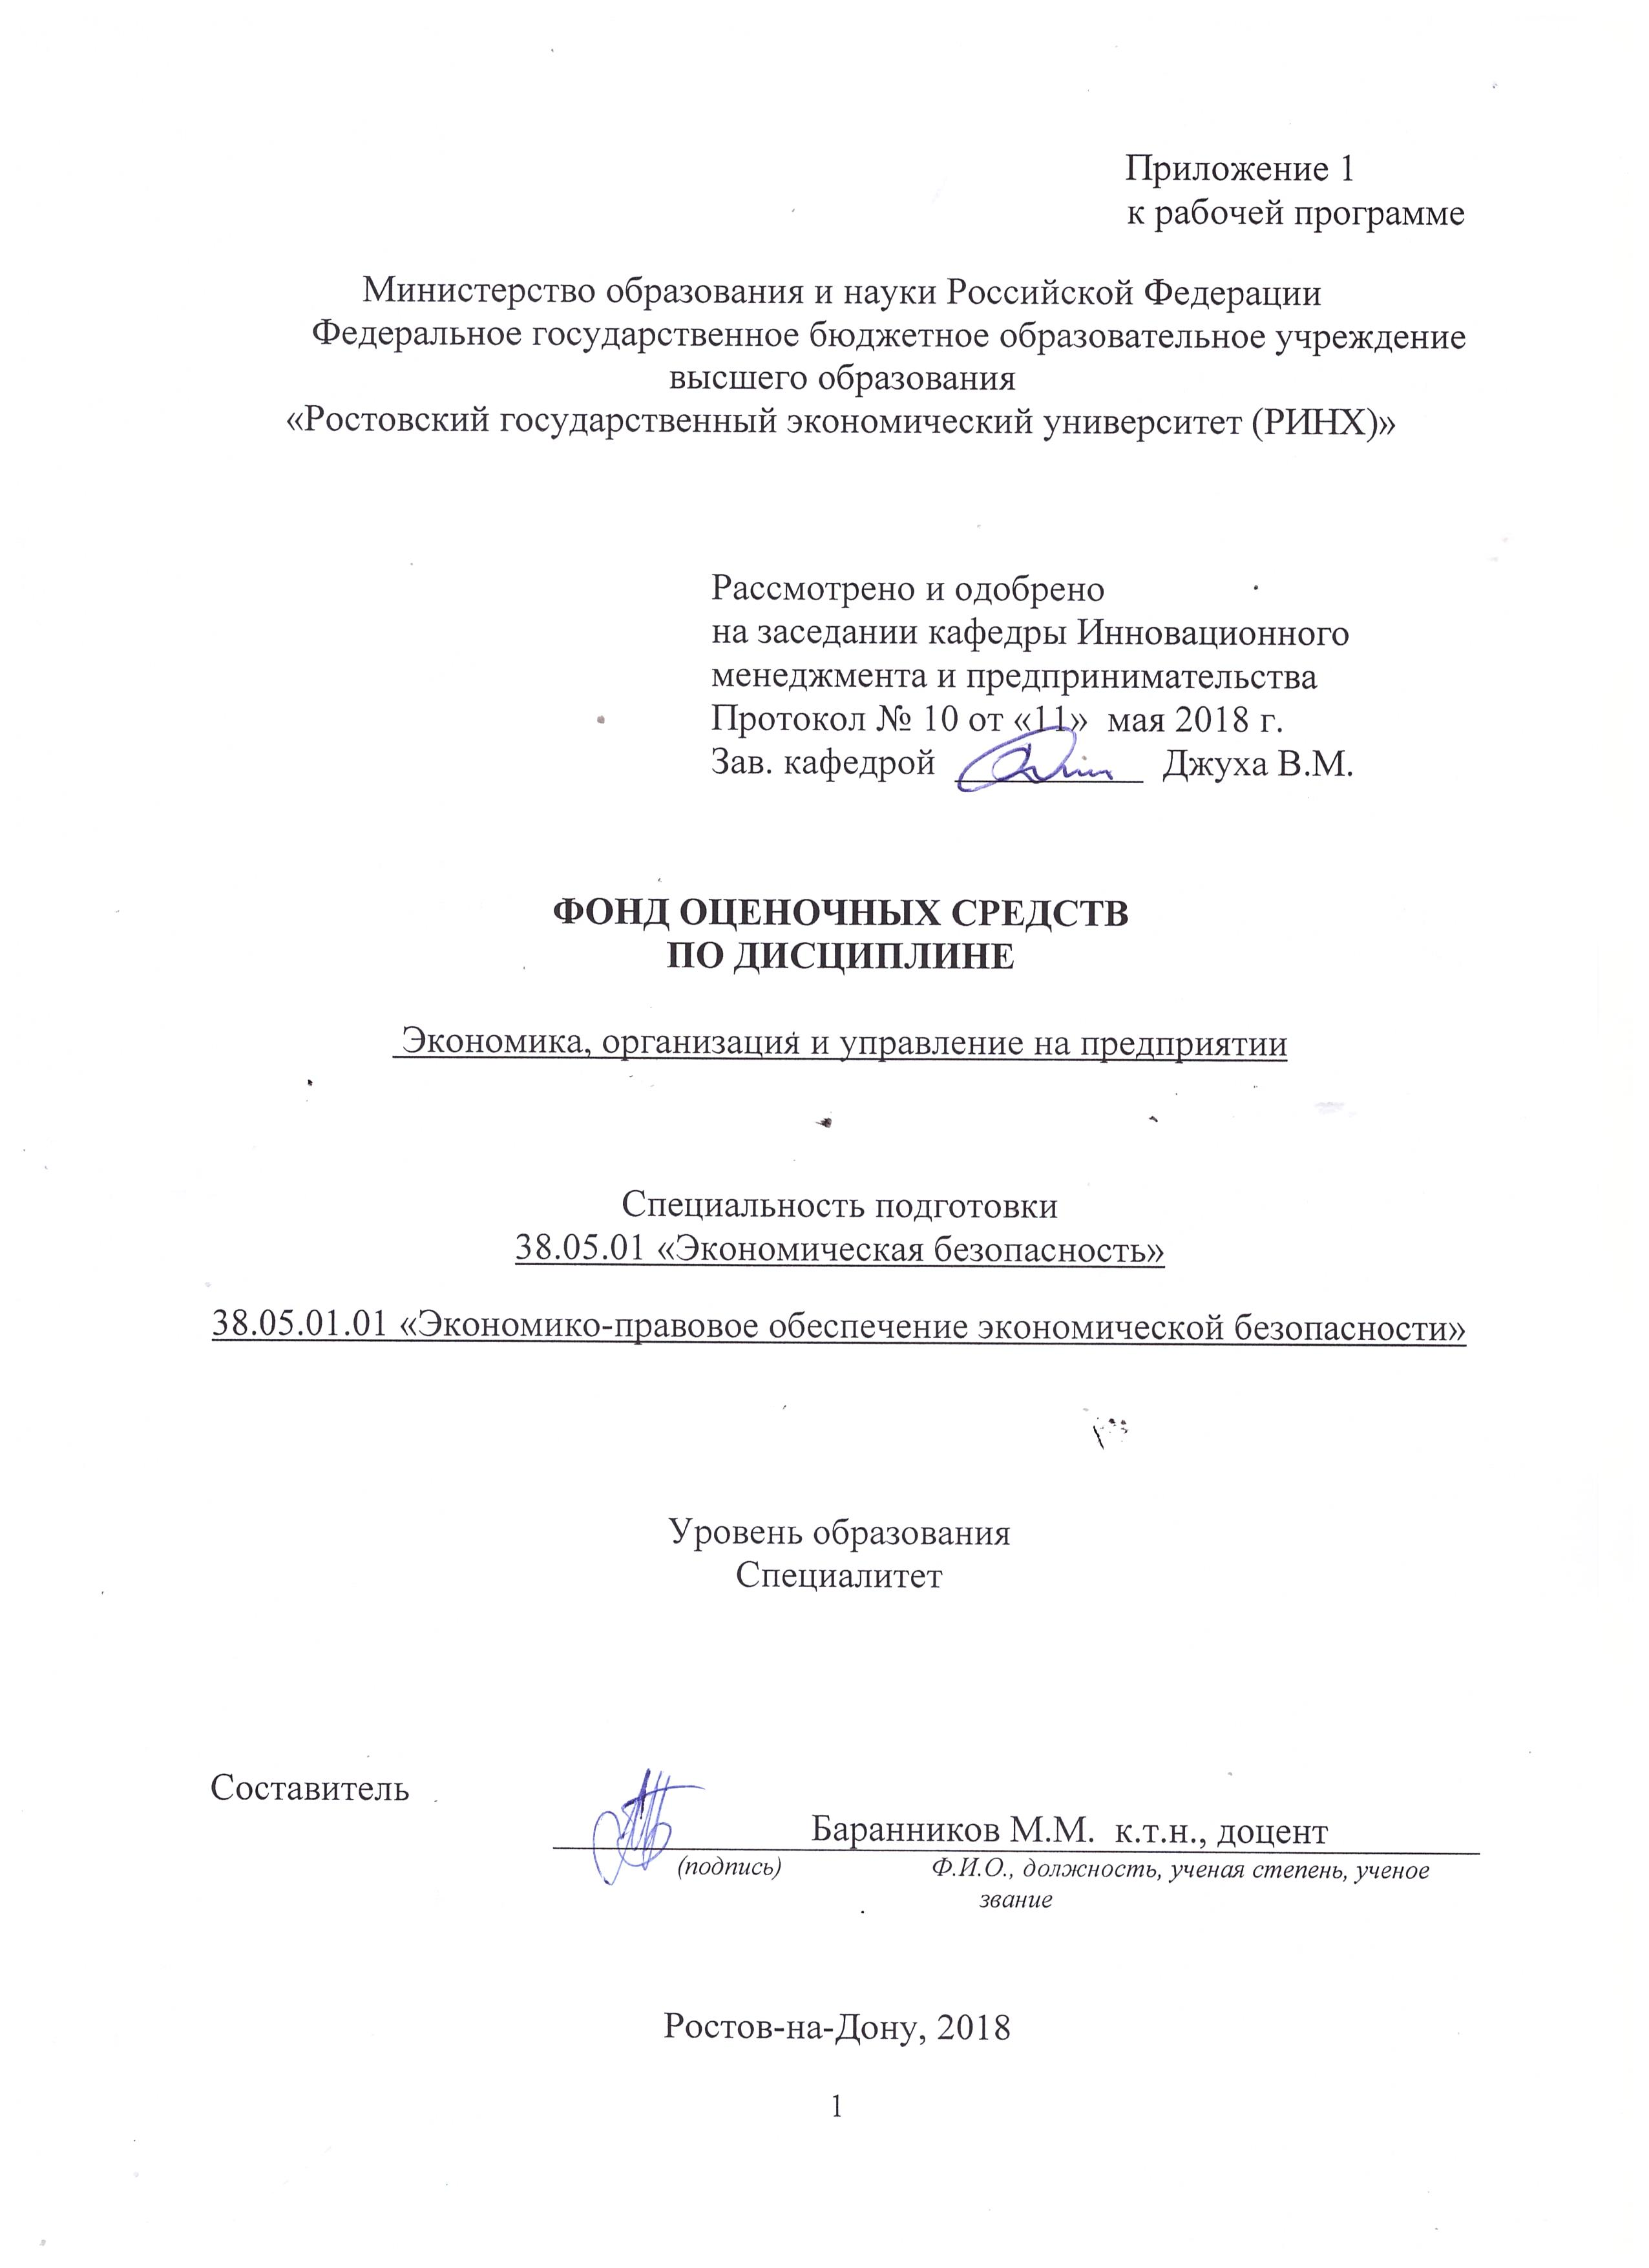 Приложение 1
к рабочей программе
Министерство образования и науки Российской Федерации
Федеральное государственное бюджетное образовательное учреждение
высшего образования
«Ростовский государственный экономический университет (РИНХ)»
Рассмотрено и одобрено
на заседании кафедры Инновационного
менеджмента и предпринимательства
Протокол № 10 от «11» мая 2018 г.
Зав. кафедрой Джуха В.М.
ФОНД ОЦЕНОЧНЫХ СРЕДСТВ
ПО ДИСЦИПЛИНЕ
Экономика, организация и управление на предприятии
Специальность подготовки
38.05.01 «Экономическая безопасность»
38.05.01.01 «Экономико-правовое обеспечение экономической безопасности»
Уровень образования
Специалитет
Составитель
Баранников М.М. к.т.н., доцент
(подпись) Ф.И.О., должность, ученая степень, ученое
звание
Ростов-на-Дону, 2018
1